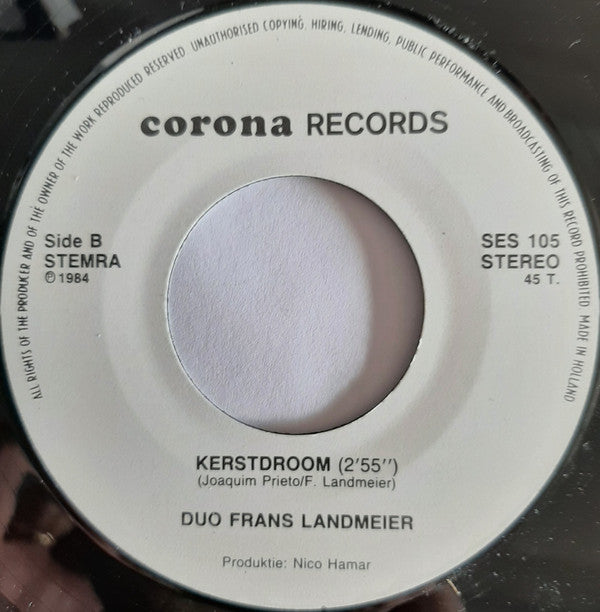 ALL RIGHTS OF THE PRODUCER AND OF THE OWNER OF THE WORK REPRODUCED RESERVED. UNAUTHORISED COPYING, HIRING, LENDING, PUBLIC PERFORMANCE AND BROADCASTING OF THIS RECORD PROHIBITED MADE IN HOLLAND
corona RECORDS
Side B
STEMRA
℗ 1984
SES 105
STEREO
45 T.
KERSTDROOM (2'55'')
(Joaquim Prieto/F. Landmeier)
DUO FRANS LANDMEIER
Produktie: Nico Hamar